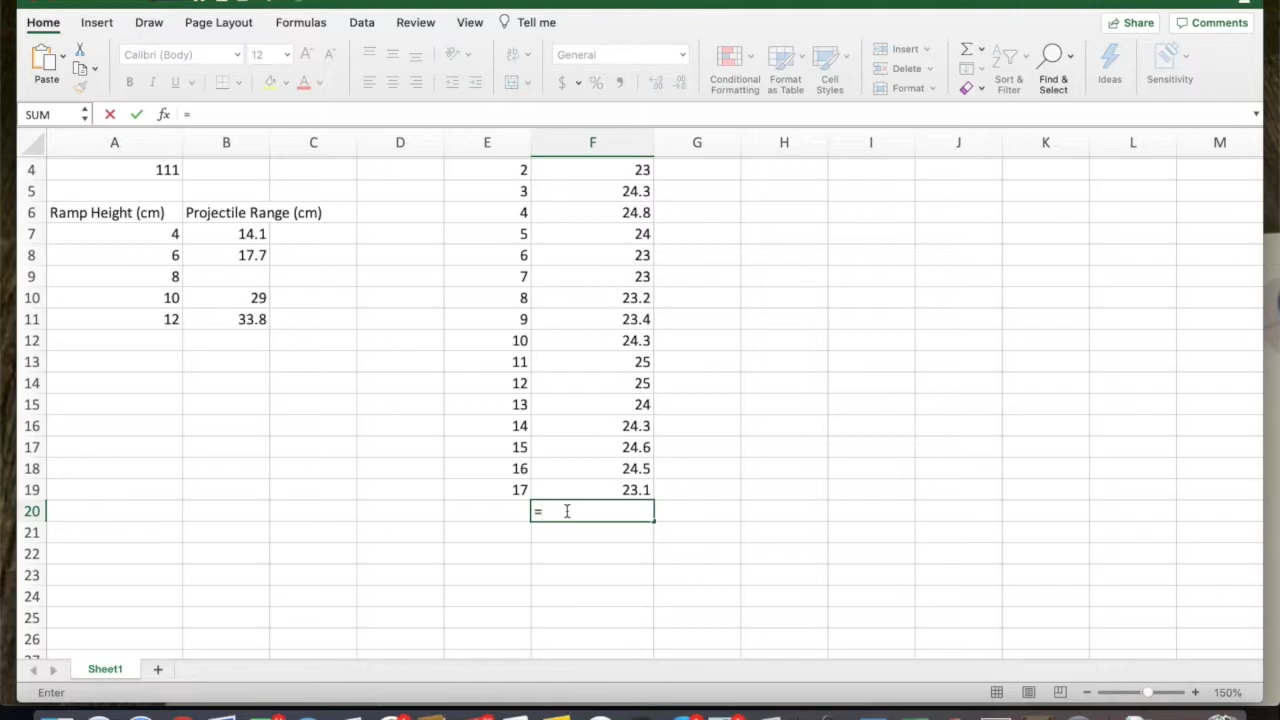 Home Insert Draw Page Layout Formulas Data Review View Tell me Share Comments
Calibri (Body) 12 General Insert
Paste B I U $ % Delete
Conditional Formatting Format as Table Cell Styles Format Sort & Filter Find & Select Ideas Sensitivity
SUM fx =
A B C D E F G H I J K L M
4 111 2 23
5 3 24.3
6 Ramp Height (cm) Projectile Range (cm) 4 24.8
7 4 14.1 5 24
8 6 17.7 6 23
9 8 7 23
10 10 29 8 23.2
11 12 33.8 9 23.4
12 10 24.3
13 11 25
14 12 25
15 13 24
16 14 24.3
17 15 24.6
18 16 24.5
19 17 23.1
20 =
21
22
23
24
25
26
Sheet1 +
Enter 150%